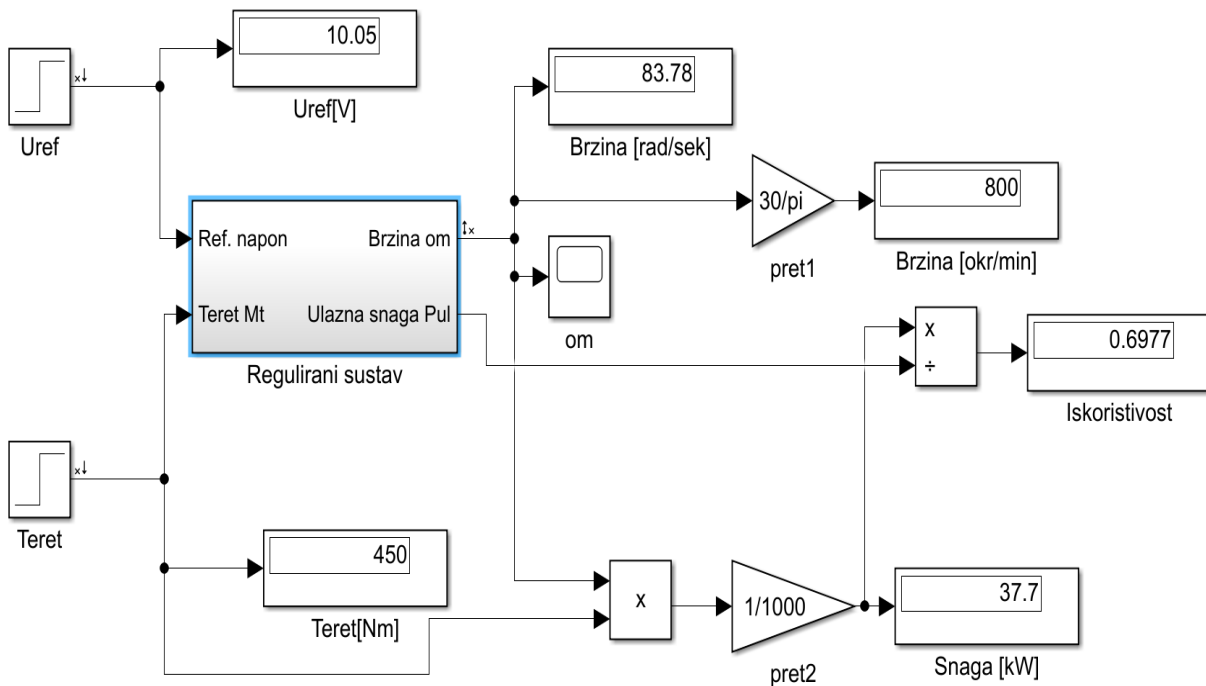 10.05
Uref[V]
Uref
83.78
Brzina [rad/sek]
30/pi
pret1
800
Brzina [okr/min]
Ref. napon
Brzina om
Teret Mt
Ulazna snaga Pul
Regulirani sustav
om
x
÷
0.6977
Iskoristivost
Teret
450
Teret[Nm]
x
1/1000
pret2
37.7
Snaga [kW]